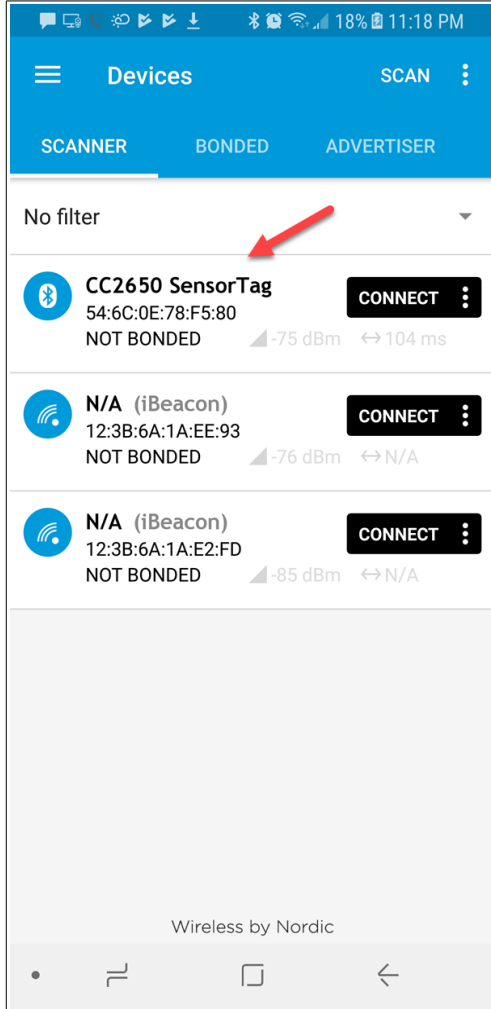 18% 11:18 PM
Devices SCAN
SCANNER BONDED ADVERTISER
No filter
CC2650 SensorTag
54:6C:0E:78:F5:80
NOT BONDED -75 dBm 104 ms
CONNECT
N/A (iBeacon)
12:3B:6A:1A:EE:93
NOT BONDED -76 dBm N/A
CONNECT
N/A (iBeacon)
12:3B:6A:1A:E2:FD
NOT BONDED -85 dBm N/A
CONNECT
Wireless by Nordic